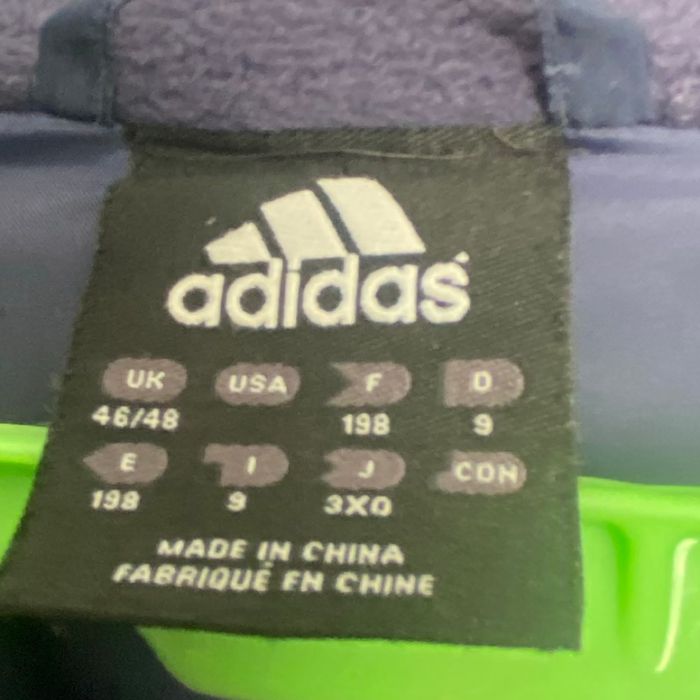 adidas
UK USA F D
46/48 198 9
E I J CON
198 9 3XO
MADE IN CHINA
FABRIQUÉ EN CHINE